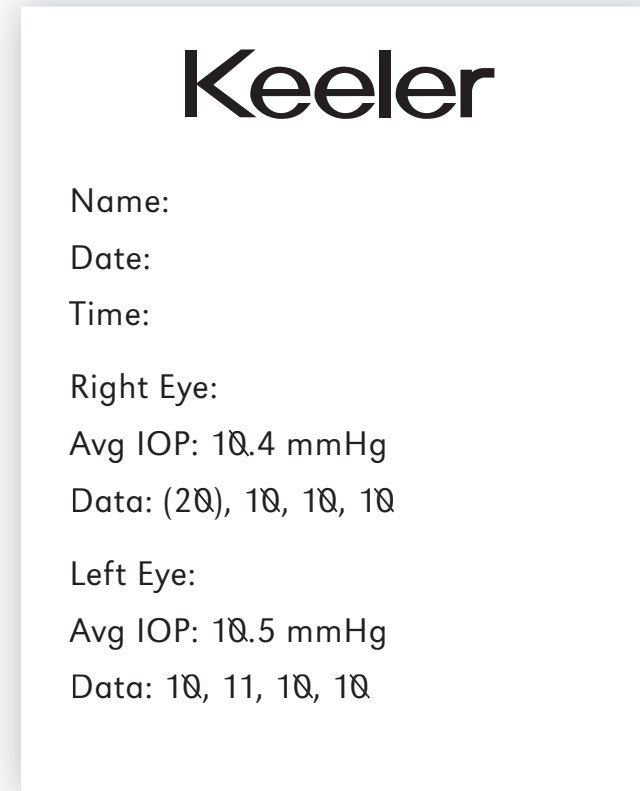 Keeler
Name:
Date:
Time:
Right Eye:
Avg IOP: 10.4 mmHg
Data: (20), 10, 10, 10
Left Eye:
Avg IOP: 10.5 mmHg
Data: 10, 11, 10, 10